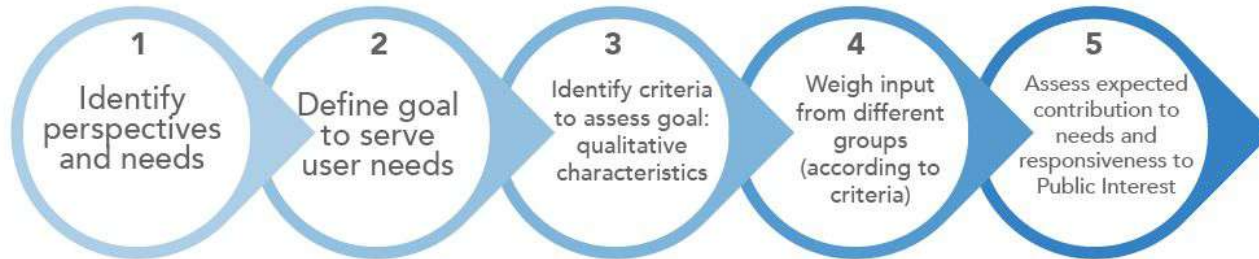 1
Identify
perspectives
and needs
2
Define goal
to serve
user needs
3
Identify criteria
to assess goal:
qualitative
characteristics
4
Weigh input
from different
groups
(according to
criteria)
5
Assess expected
contribution to
needs and
responsiveness to
Public Interest